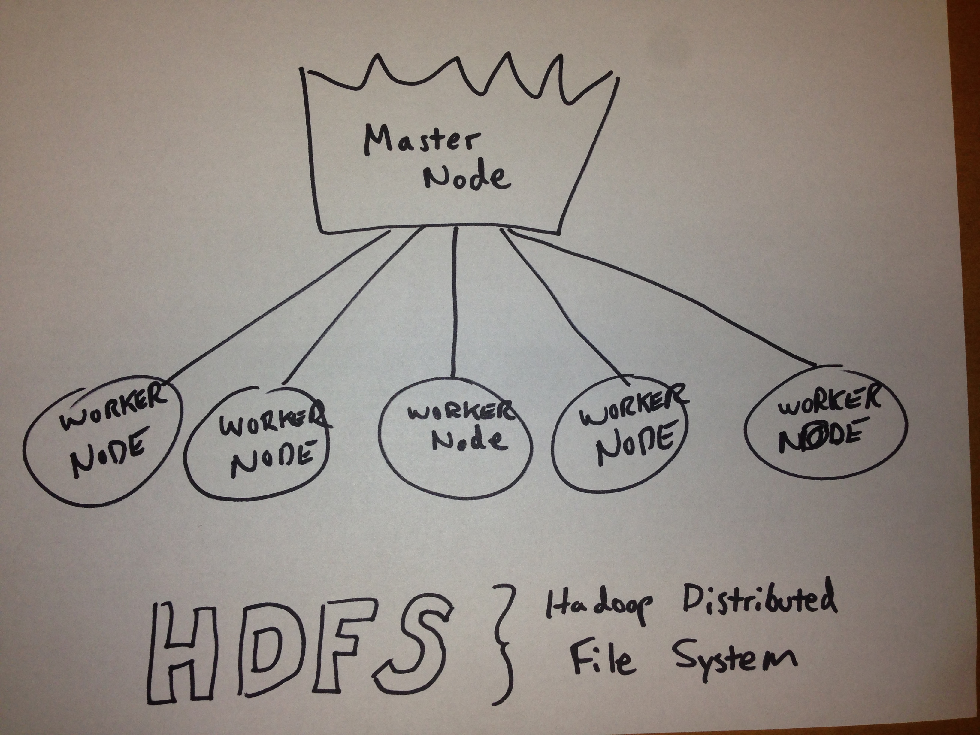 Master
Node
WORKER
NODE
WORKER
NODE
WORKER
Node
WORKER
NODE
WORKER
NODE
HDFS } Hadoop Distributed
File System